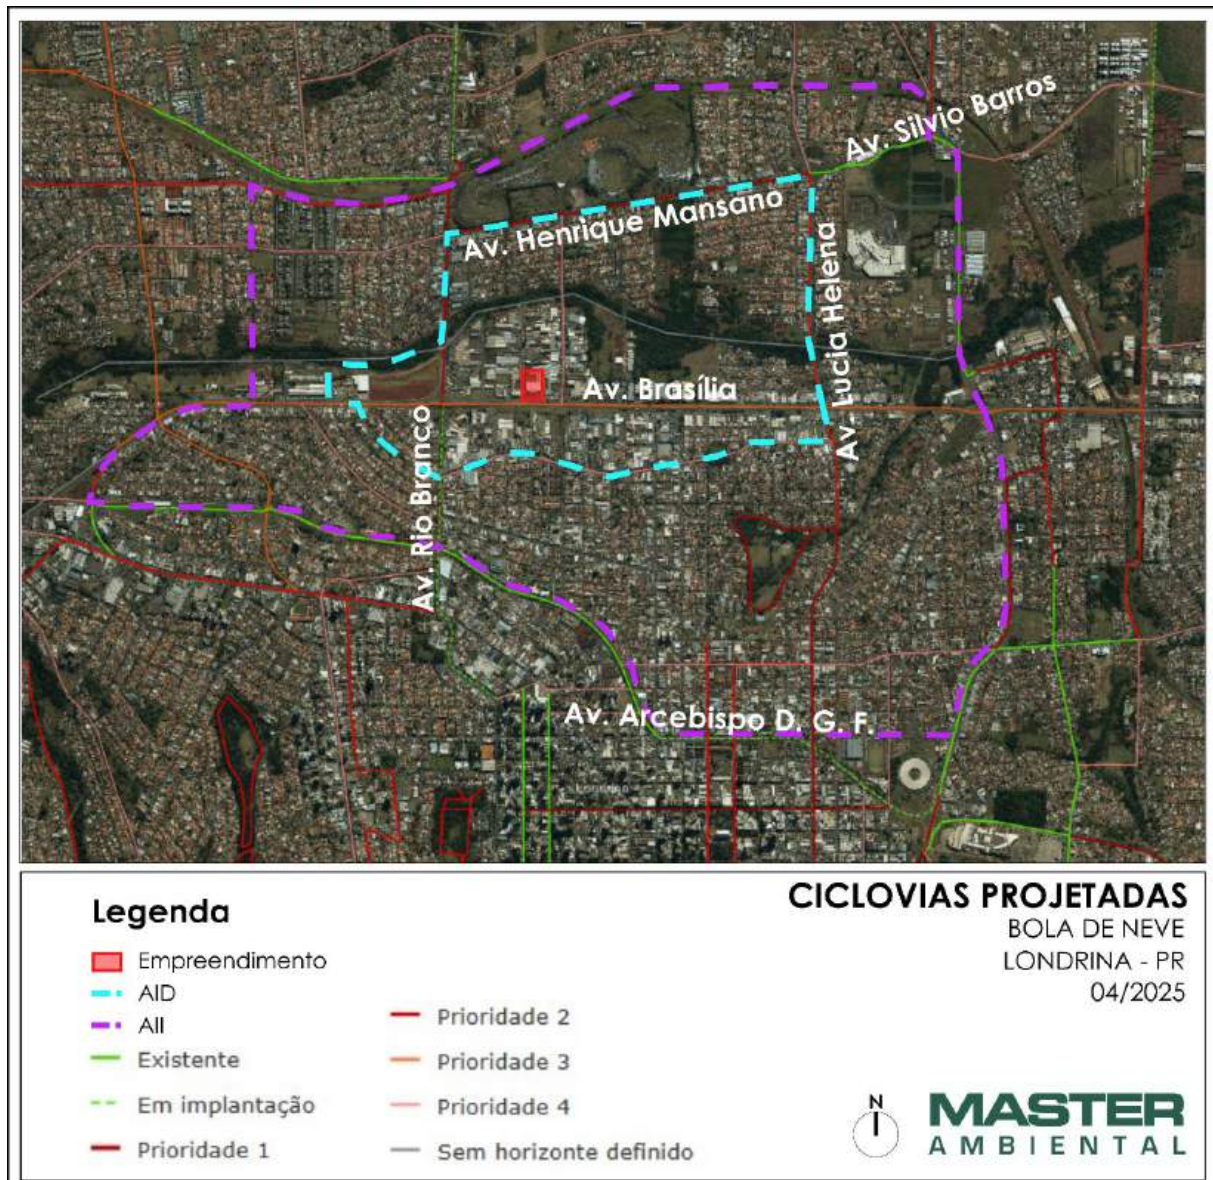 Av. Silvio Barros
Av. Henrique Mansano
Av. Lucia Helena
Av. Brasília
Av. Rio Branco
Av. Arcebispo D. G. F.
Legenda
Empreendimento
AID
AII
Existente
Em implantação
Prioridade 1
Prioridade 2
Prioridade 3
Prioridade 4
Sem horizonte definido
CICLOVIAS PROJETADAS
BOLA DE NEVE
LONDRINA - PR
04/2025
N
MASTER
AMBIENTAL